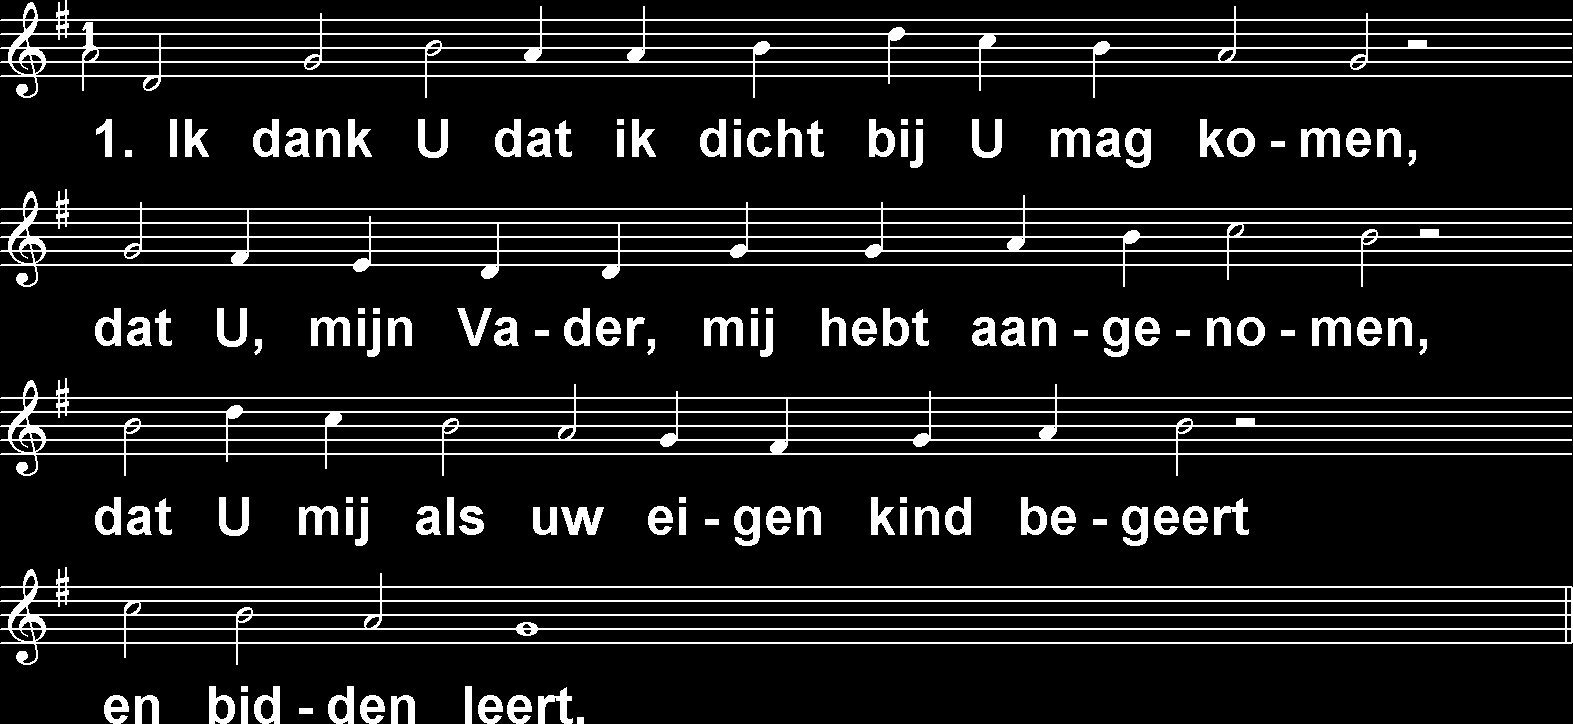 1
1. Ik dank U dat ik dicht bij U mag ko - men,
dat U, mijn Va - der, mij hebt aan - ge - no - men,
dat U mij als uw ei - gen kind be - geert
en bid - den leert.